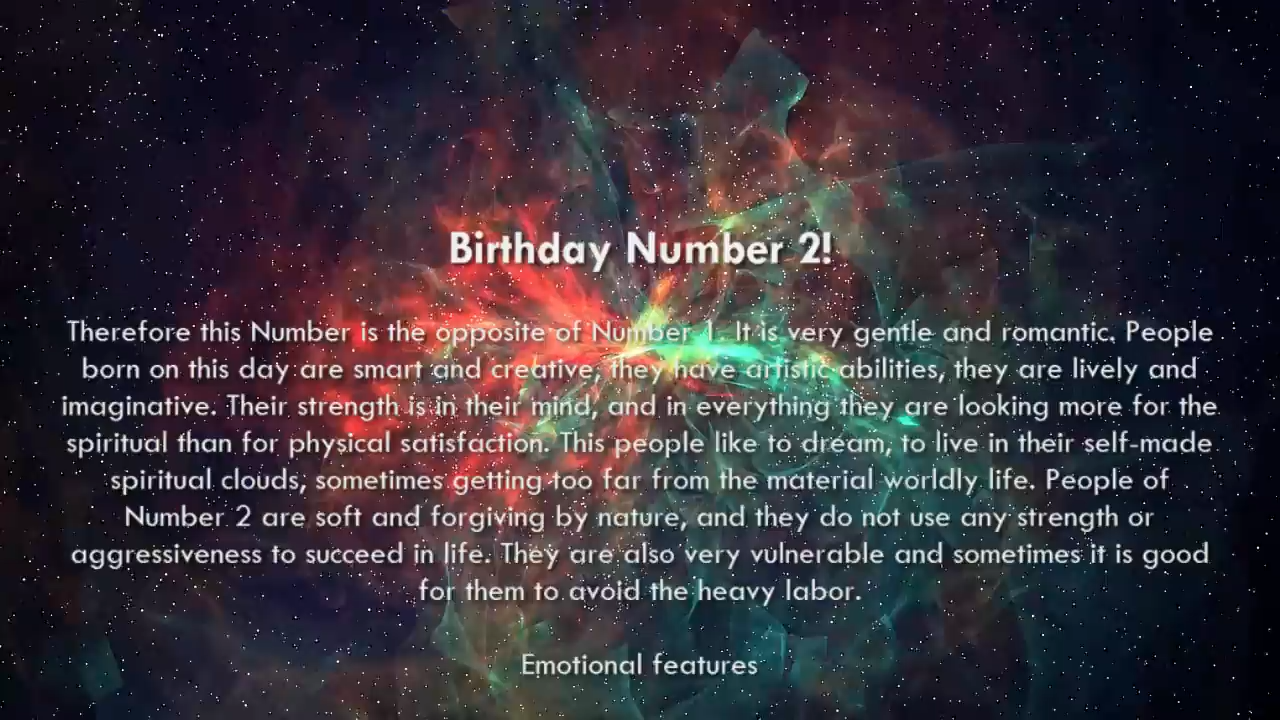 Birthday Number 2!
Therefore this Number is the opposite of Number 1. It is very gentle and romantic. People
born on this day are smart and creative, they have artistic abilities, they are lively and
imaginative. Their strength is in their mind, and in everything they are looking more for the
spiritual than for physical satisfaction. This people like to dream, to live in their self-made
spiritual clouds, sometimes getting too far from the material worldly life. People of
Number 2 are soft and forgiving by nature, and they do not use any strength or
aggressiveness to succeed in life. They are also very vulnerable and sometimes it is good
for them to avoid the heavy labor.
Emotional features